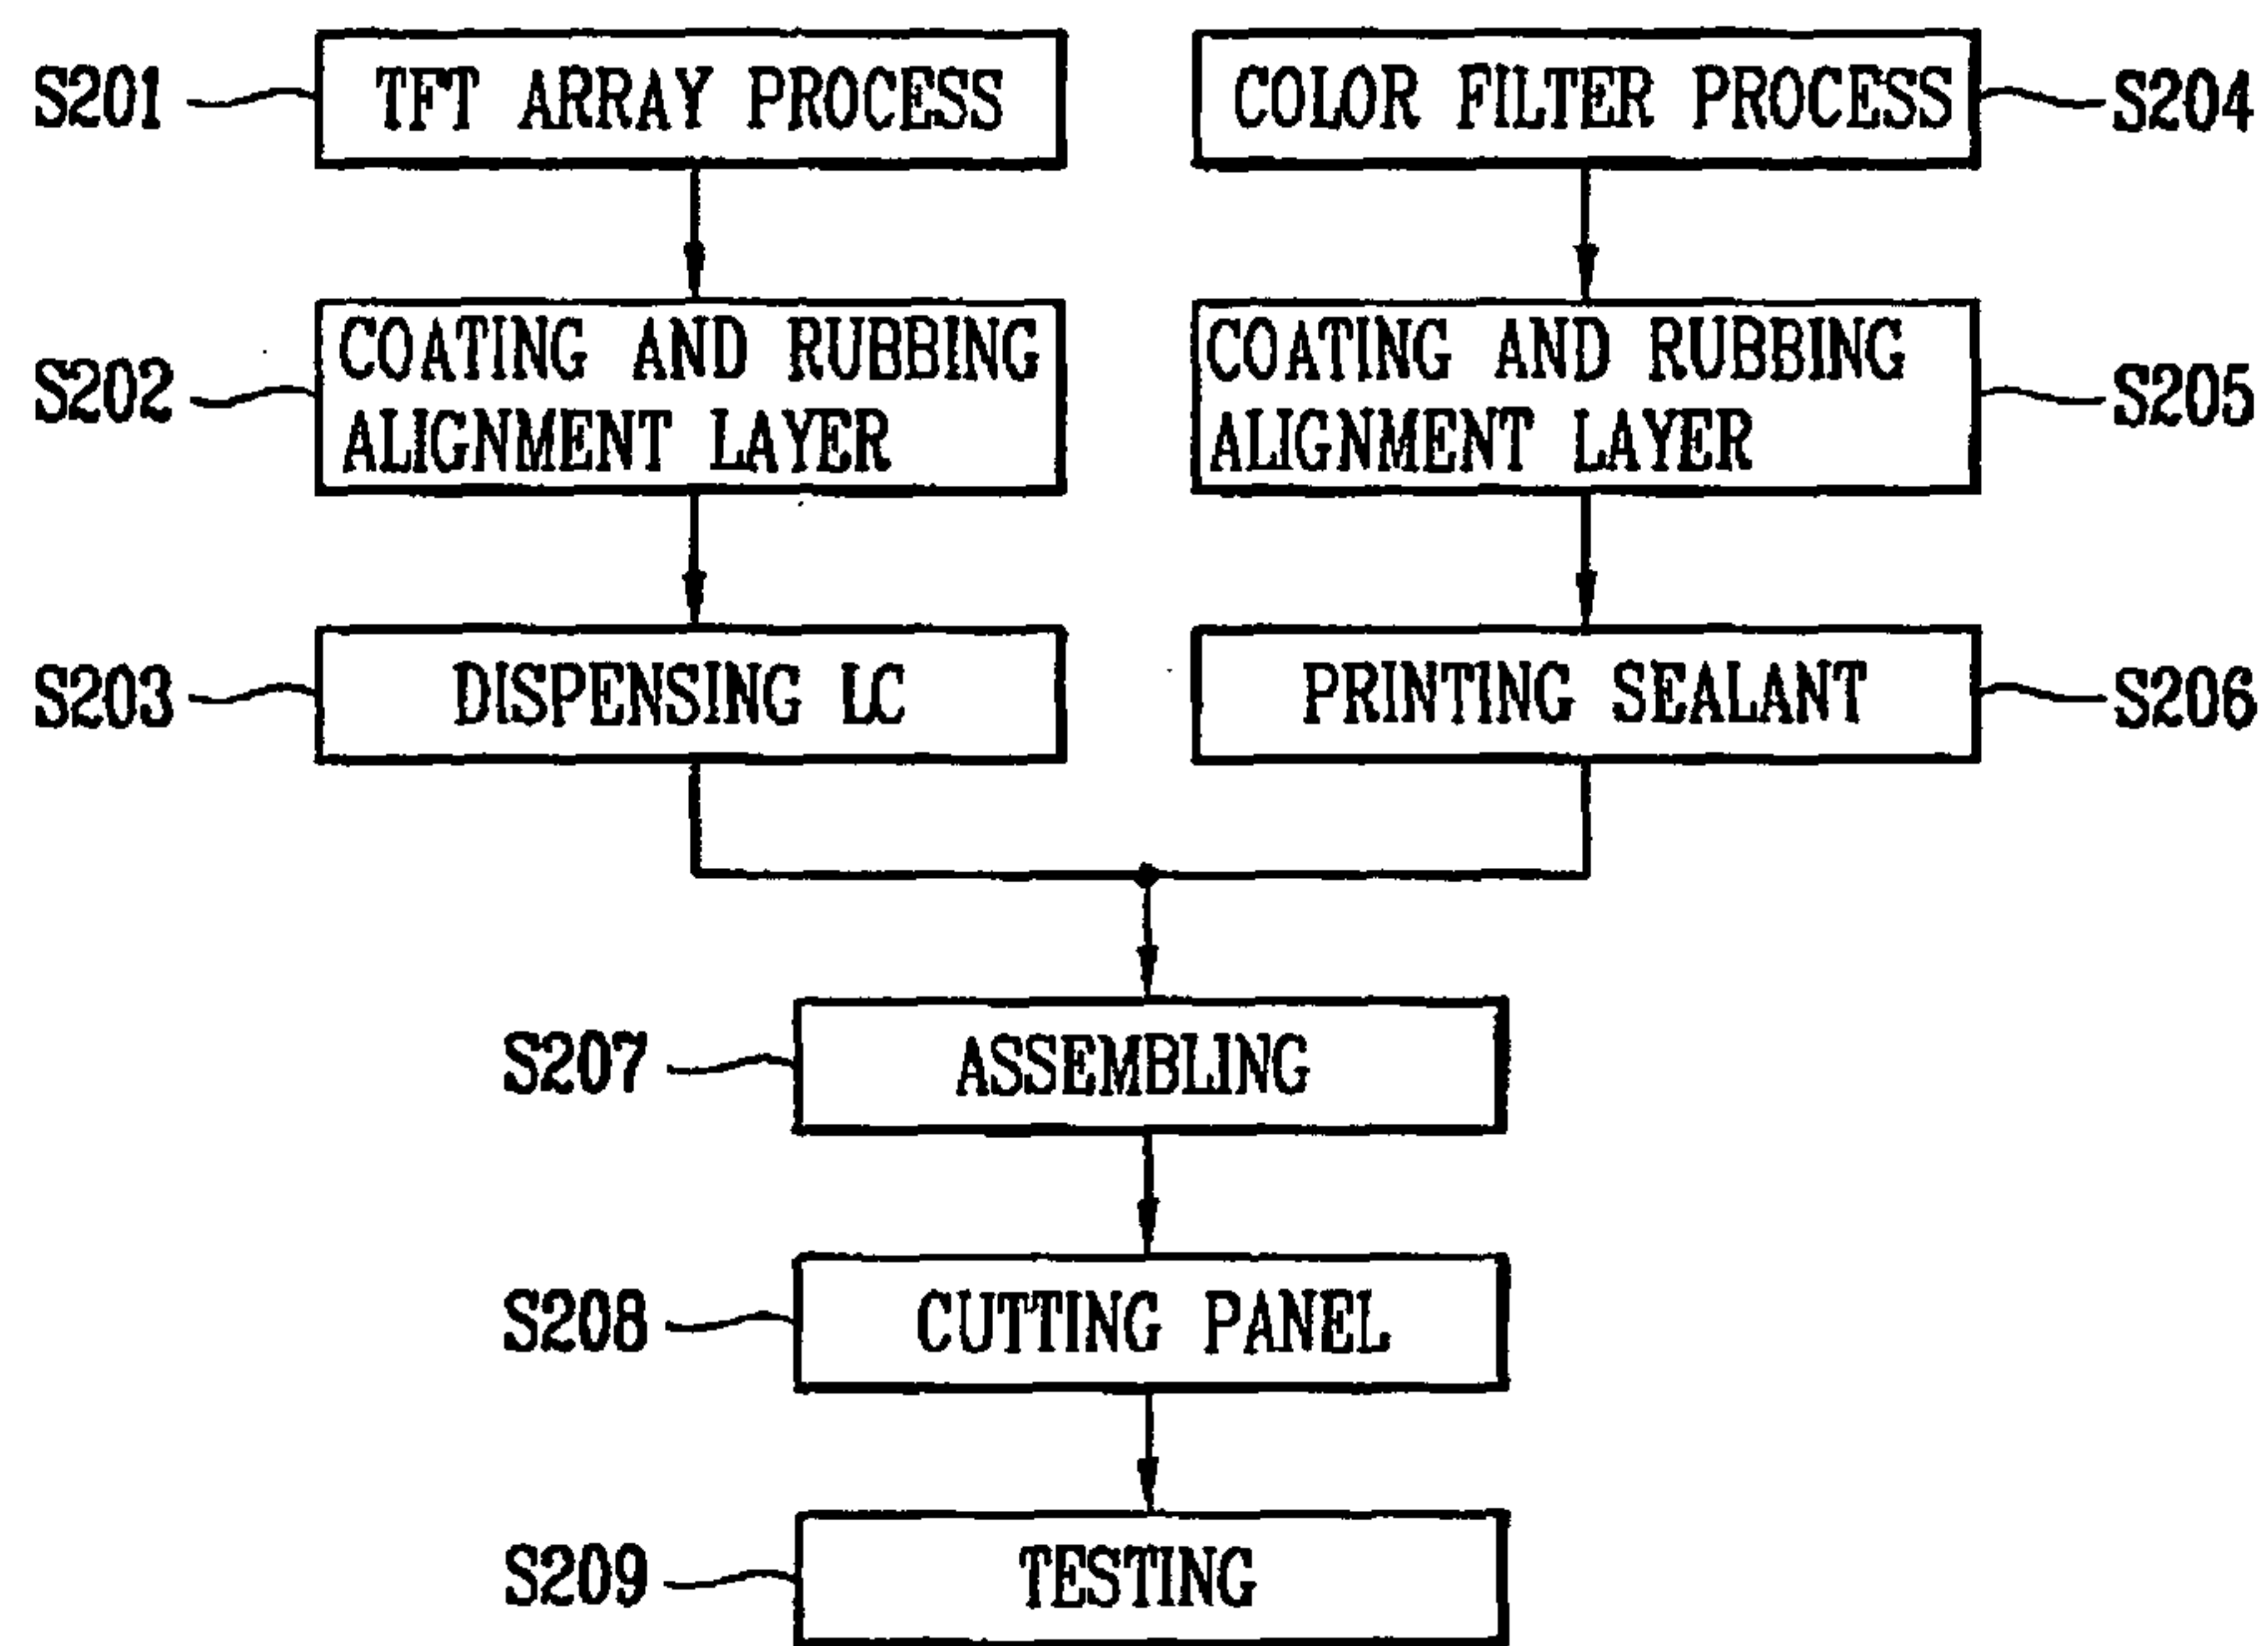 S201
TFT ARRAY PROCESS
COLOR FILTER PROCESS
S204
S202
COATING AND RUBBING
ALIGNMENT LAYER
COATING AND RUBBING
ALIGNMENT LAYER
S205
S203
DISPENSING LC
PRINTING SEALANT
S206
S207
ASSEMBLING
S208
CUTTING PANEL
S209
TESTING